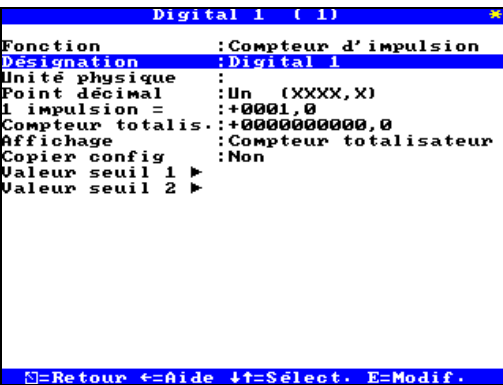 Digital 1 ( 1) *
Fonction :Compteur d'impulsion
Désignation :Digital 1
Unité physique :
Point décimal :Un (XXXX,X)
1 impulsion = :+0001,0
Compteur totalis.:+0000000000,0
Affichage :Compteur totalisateur
Copier config :Non
Valeur seuil 1 ►
Valeur seuil 2 ►
⇱=Retour ←=Aide ↓↑=Sélect. E=Modif.